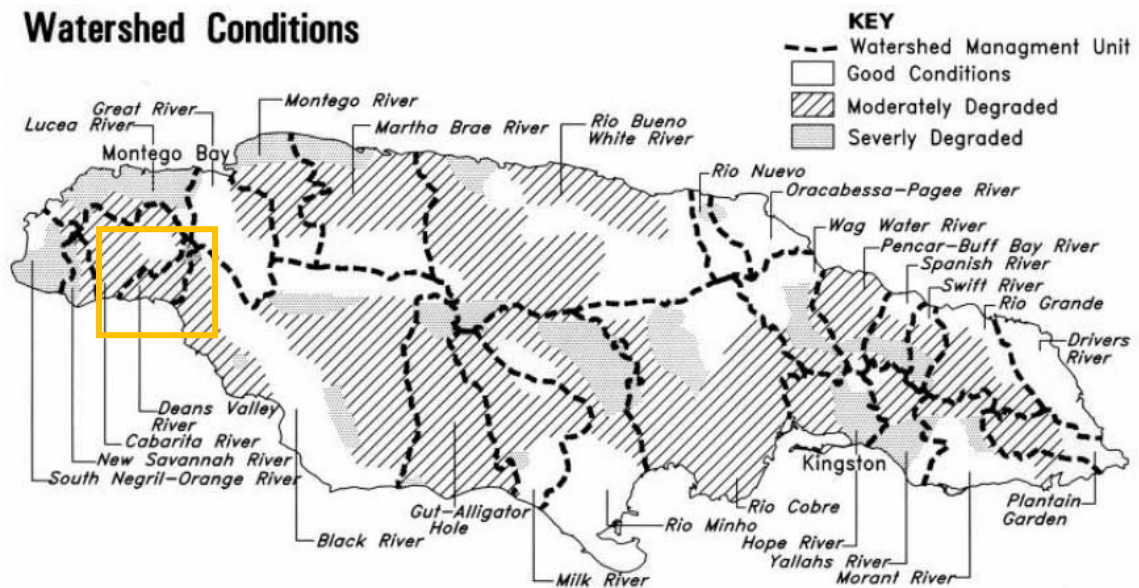 Watershed Conditions
KEY
Watershed Managment Unit
Good Conditions
Moderately Degraded
Severly Degraded
Great River
Lucea River
Montego Bay
Montego River
Martha Brae River
Rio Bueno
White River
Rio Nuevo
Oracabessa-Pagee River
Wag Water River
Pencar-Buff Bay River
Spanish River
Swift River
Rio Grande
Drivers
River
Deans Valley
River
Cabarita River
New Savannah River
South Negril-Orange River
Black River
Gut-Alligator
Hole
Milk River
Rio Minho
Rio Cobre
Kingston
Hope River
Yallahs River
Morant River
Plantain
Garden